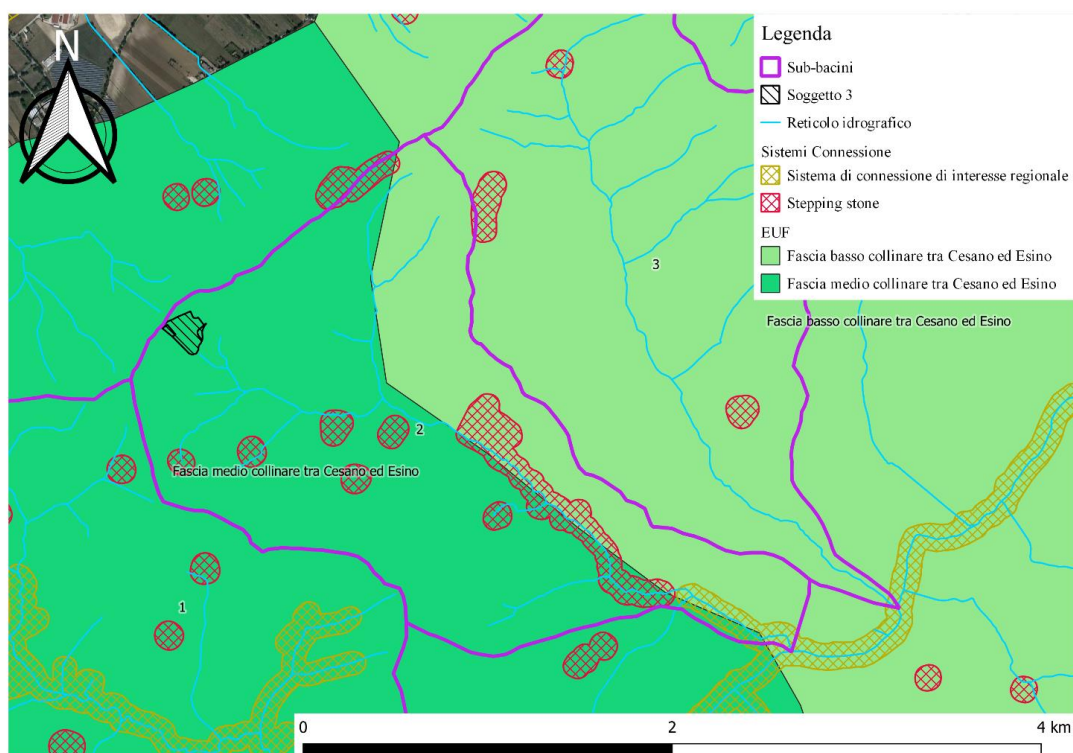 N
Legenda
Sub-bacini
Soggetto 3
Reticolo idrografico
Sistemi Connessione
Sistema di connessione di interesse regionale
Stepping stone
EUF
Fascia basso collinare tra Cesano ed Esino
Fascia medio collinare tra Cesano ed Esino
3
Fascia basso collinare tra Cesano ed Esino
2
Fascia medio collinare tra Cesano ed Esino
1
0
2
4 km